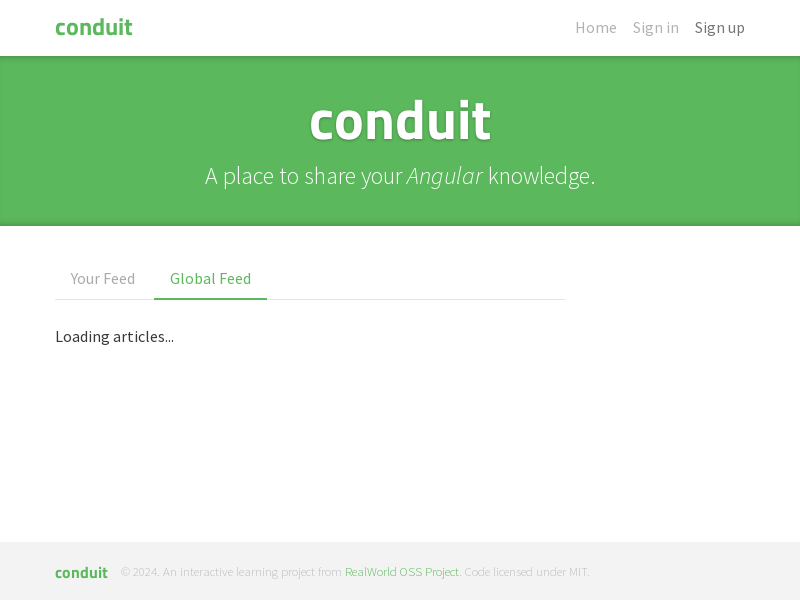 conduit
Home Sign in Sign up
conduit
A place to share your Angular knowledge.
Your Feed Global Feed
Loading articles...
conduit © 2024. An interactive learning project from RealWorld OSS Project. Code licensed under MIT.